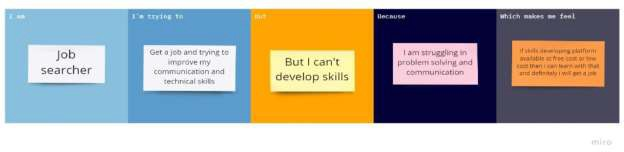 I am
Job
searcher
I'm trying to
Get a job and trying to
improve my
communication and
technical skills
But
But I can't
develop skills
Because
I am struggling in
problem solving and
communication
Which makes me feel
If skills developing platform
available at free cost or low
cost then i can learn with that
and definitely i will get a job
miro